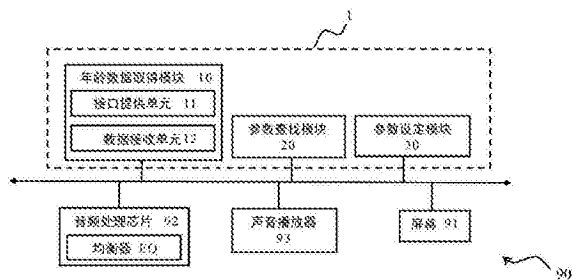 1
年龄数据取得模块 10
接口提供单元 11
数据接收单元12
参数查找模块
20
参数设定模块
30
音频处理芯片 92
均衡器 EQ
声音播放器
93
屏幕 91
90